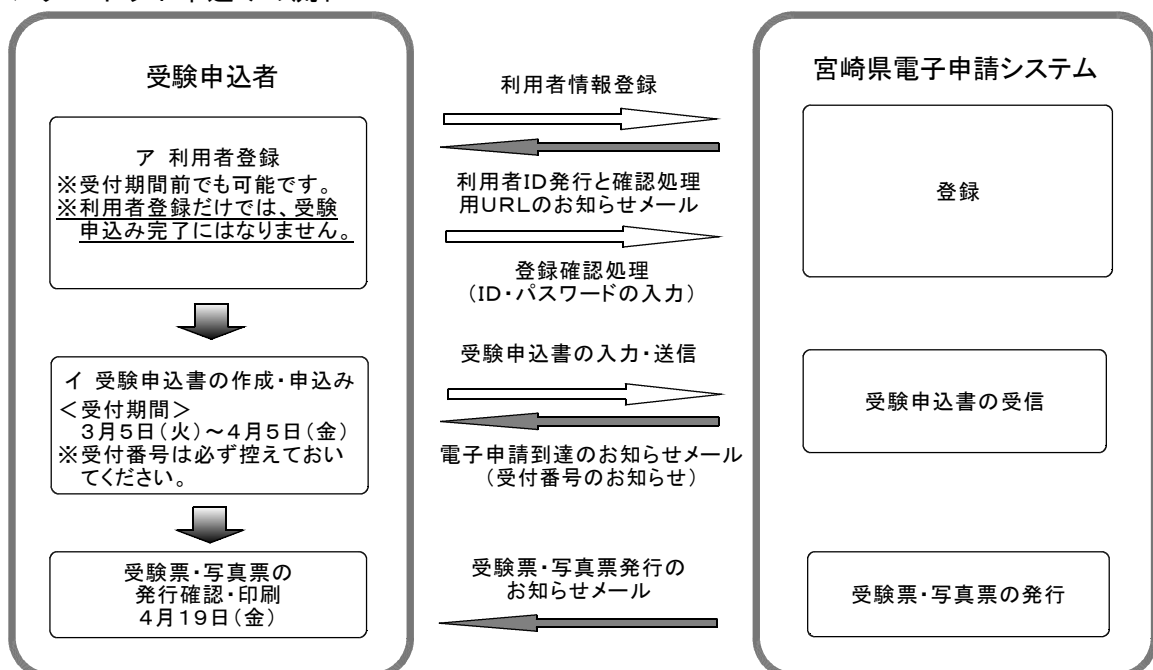 受験申込者
ア 利用者登録
※受付期間前でも可能です。
※利用者登録だけでは、受験
申込み完了にはなりません。
イ 受験申込書の作成・申込み
＜受付期間＞
３月５日(火)～４月５日(金)
※受付番号は必ず控えておい
てください。
受験票・写真票の
発行確認・印刷
４月１９日(金)
利用者情報登録
利用者ID発行と確認処理
用URLのお知らせメール
登録確認処理
(ID・パスワードの入力)
受験申込書の入力・送信
電子申請到達のお知らせメール
(受付番号のお知らせ)
受験票・写真票発行の
お知らせメール
宮崎県電子申請システム
登録
受験申込書の受信
受験票・写真票の発行